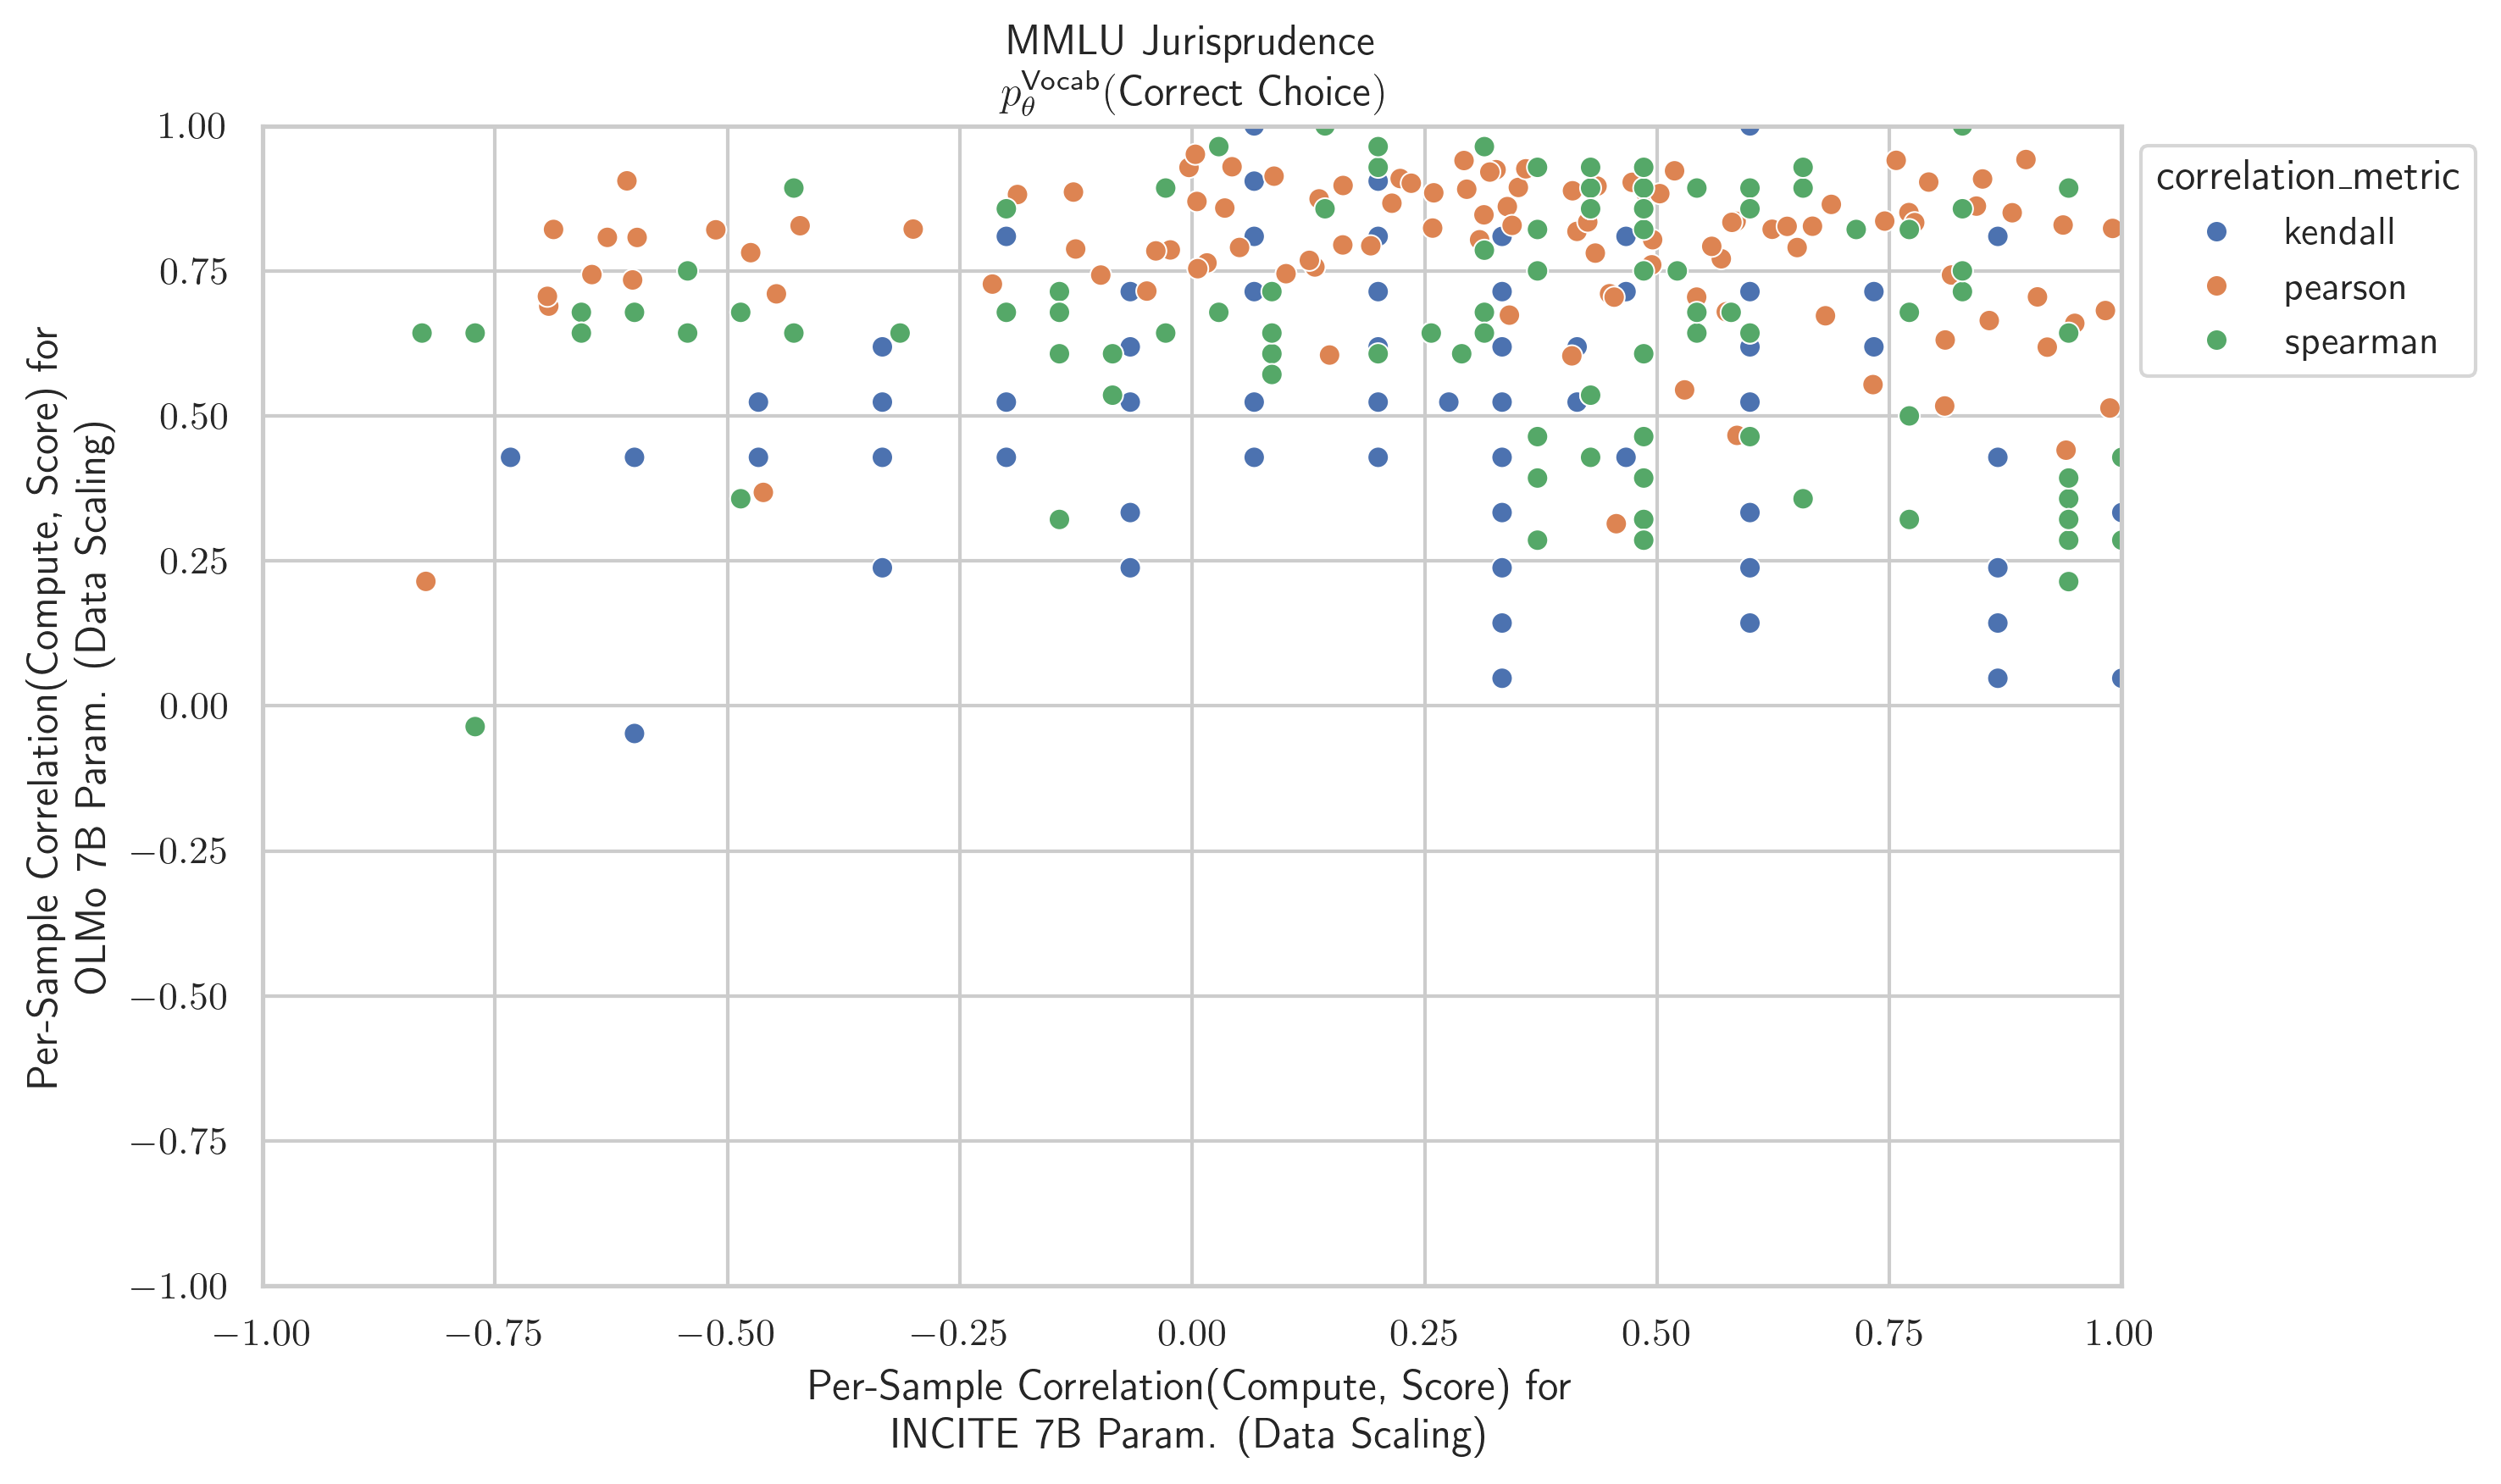 MMLU Jurisprudence
p_θ^Vocab(Correct Choice)
1.00
0.75
0.50
0.25
0.00
−0.25
−0.50
−0.75
−1.00
Per-Sample Correlation(Compute, Score) for
OLMo 7B Param. (Data Scaling)
correlation_metric
kendall
pearson
spearman
−1.00 −0.75 −0.50 −0.25 0.00 0.25 0.50 0.75 1.00
Per-Sample Correlation(Compute, Score) for
INCITE 7B Param. (Data Scaling)